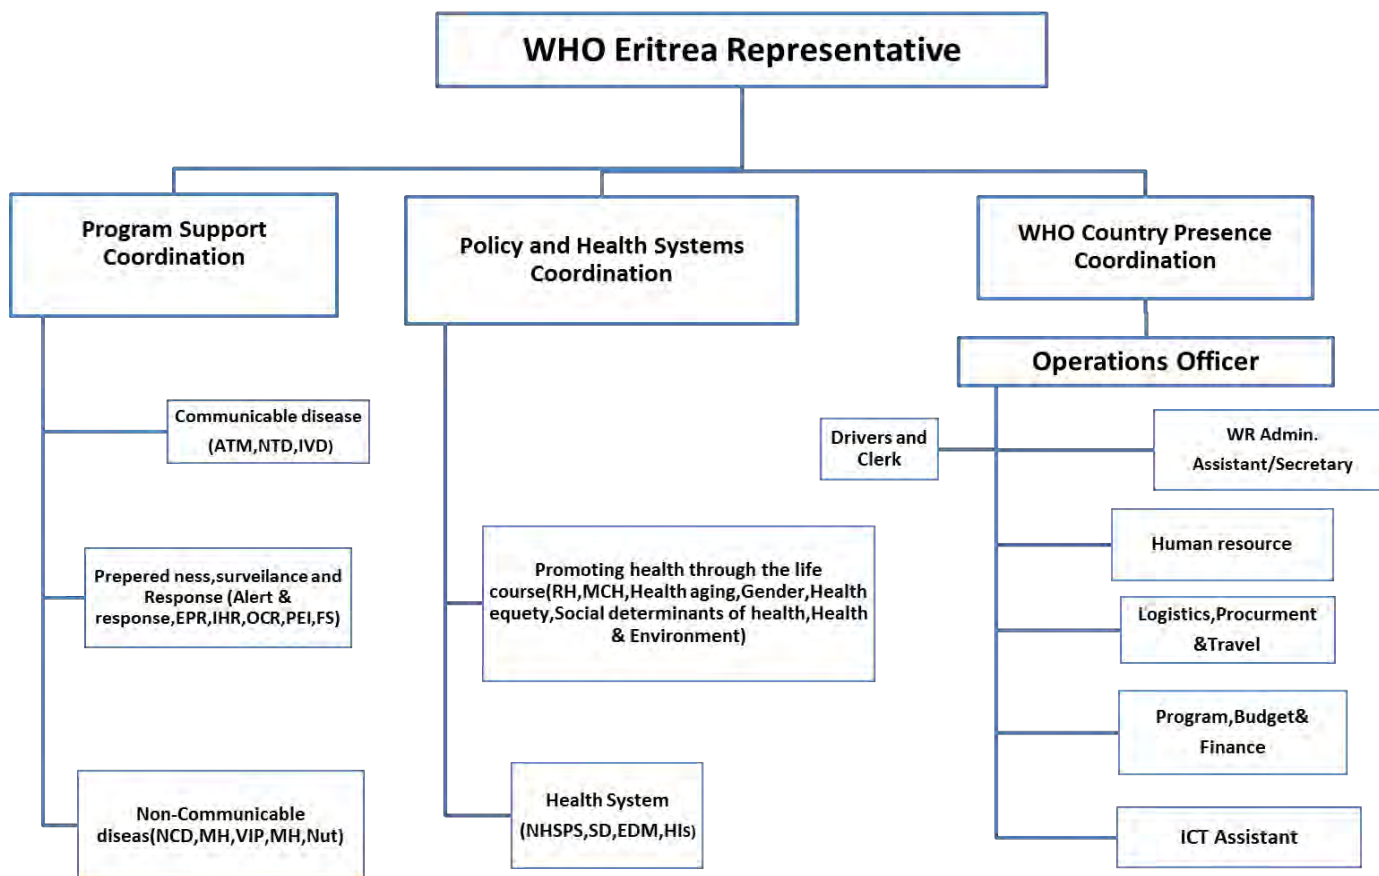 WHO Eritrea Representative
Program Support
Coordination
Policy and Health Systems
Coordination
WHO Country Presence
Coordination
Operations Officer
Communicable disease
(ATM,NTD,IVD)
Prepered ness,surveilance and
Response (Alert &
response,EPR,IHR,OCR,PEI,FS)
Non-Communicable
diseas(NCD,MH,VIP,MH,Nut)
Promoting health through the life
course(RH,MCH,Health aging,Gender,Health
equety,Social determinants of health,Health
& Environment)
Health System
(NHSPS,SD,EDM,HIs)
Drivers and
Clerk
WR Admin.
Assistant/Secretary
Human resource
Logistics,Procurment
&Travel
Program,Budget&
Finance
ICT Assistant